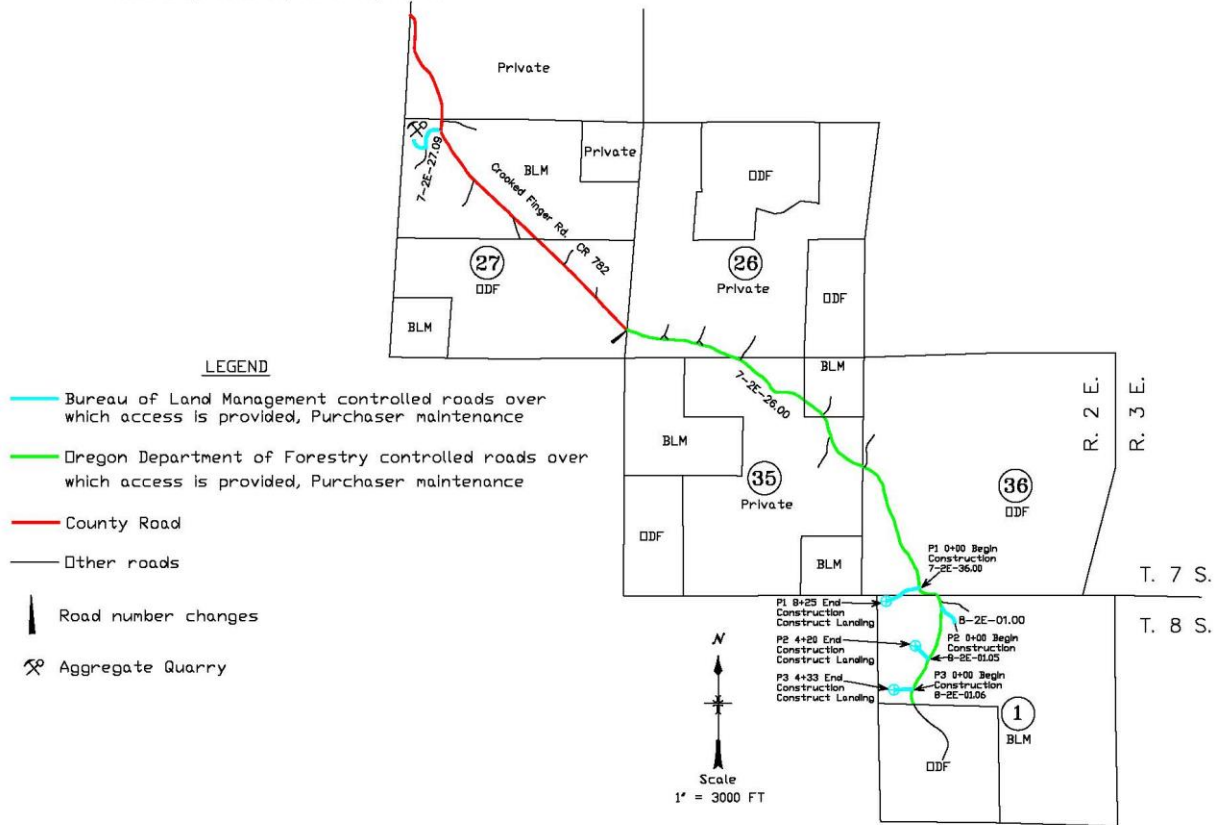 Private
7-2E-27.09
BLM
Private
ODF
Crooked Finger Rd.
CR 782
27
ODF
26
Private
ODF
BLM
BLM
7-2E-26.00
R. 2 E.
R. 3 E.
LEGEND
Bureau of Land Management controlled roads over
which access is provided, Purchaser maintenance
Oregon Department of Forestry controlled roads over
which access is provided, Purchaser maintenance
County Road
Other roads
Road number changes
Aggregate Quarry
BLM
35
Private
36
ODF
ODF
BLM
P1 0+00 Begin
Construction
7-2E-36.00
T. 7 S.
T. 8 S.
P1 8+25 End
Construction
Construct Landing
8-2E-01.00
P2 4+20 End
Construction
Construct Landing
P2 0+00 Begin
Construction
8-2E-01.05
P3 4+33 End
Construction
Construct Landing
P3 0+00 Begin
Construction
8-2E-01.06
1
BLM
ODF
N
Scale
1" = 3000 FT